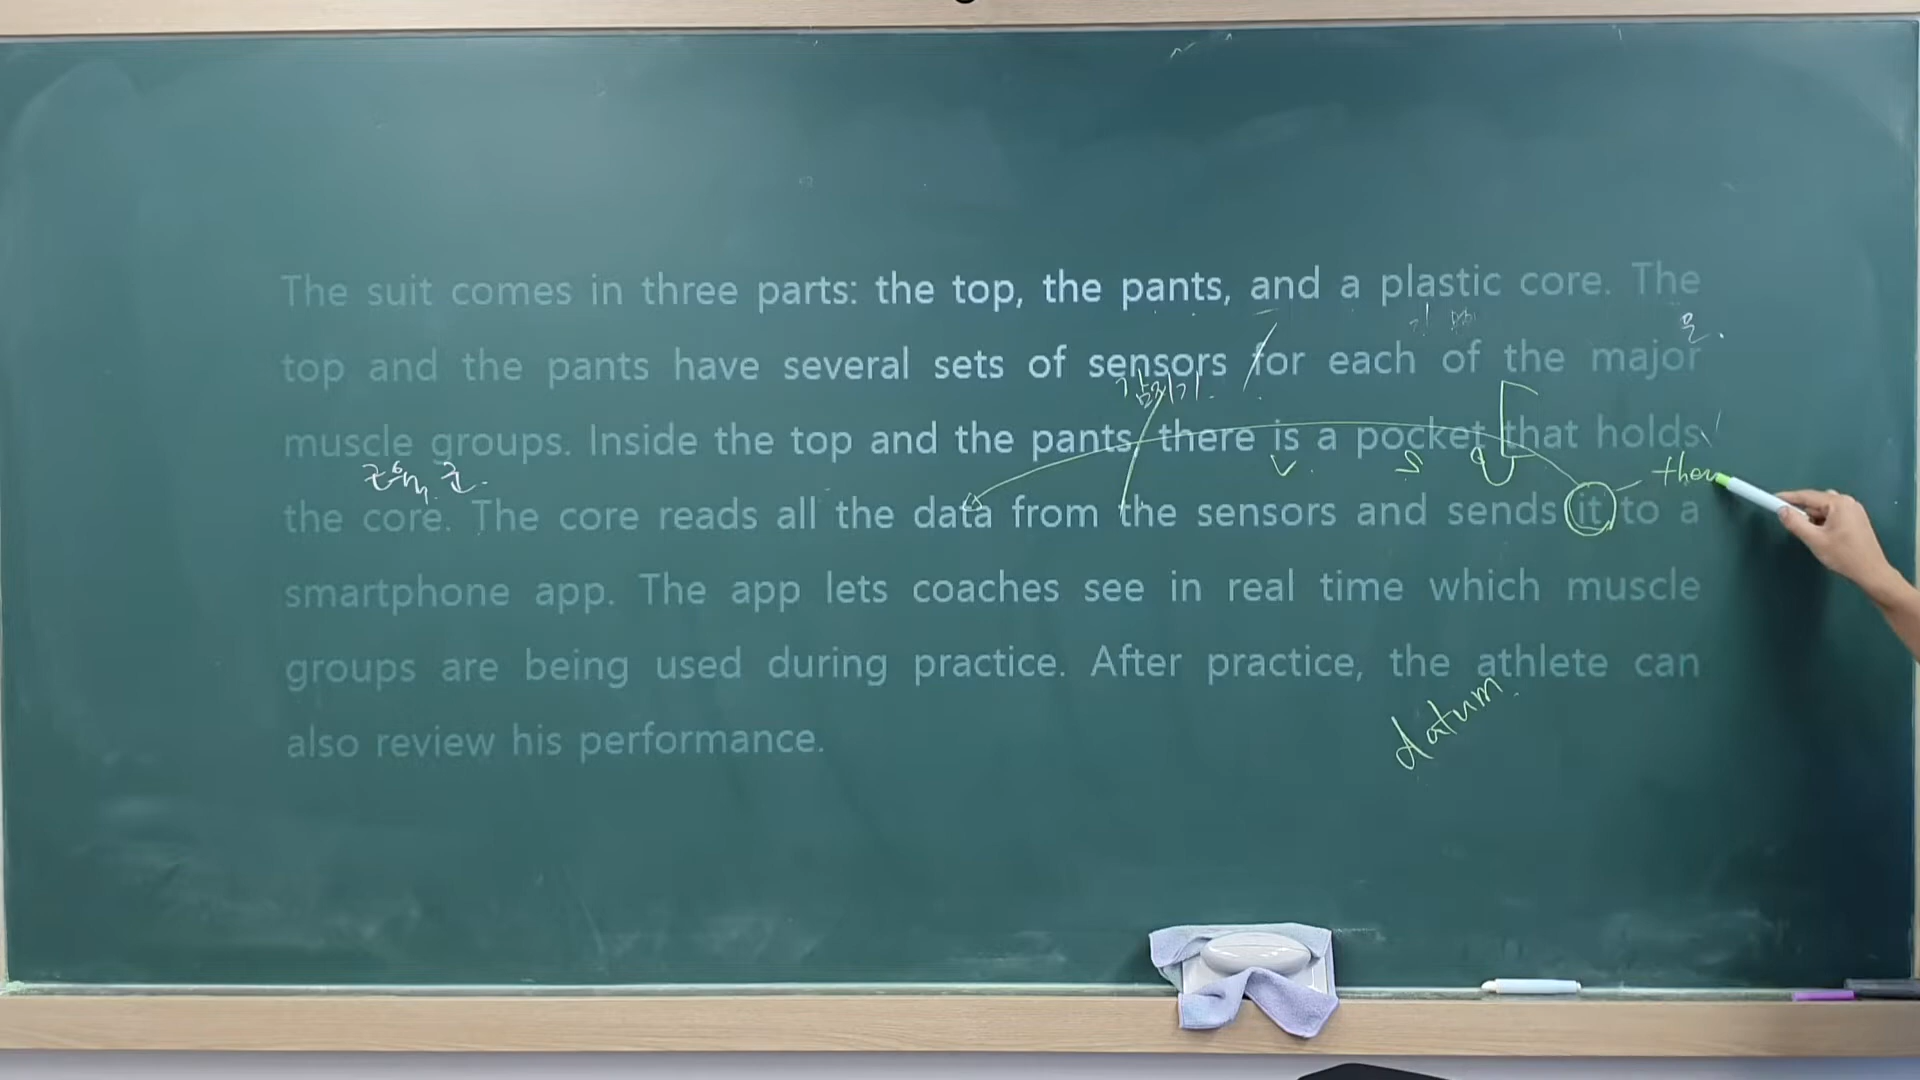 The suit comes in three parts: the top, the pants, and a plastic core. The
top and the pants have several sets of sensors for each of the major
감지기.
muscle groups. Inside the top and the pants, there is a pocket that holds
V. S
the core. The core reads all the data from the sensors and sends it to a
smartphone app. The app lets coaches see in real time which muscle
groups are being used during practice. After practice, the athlete can
datum.
also review his performance.